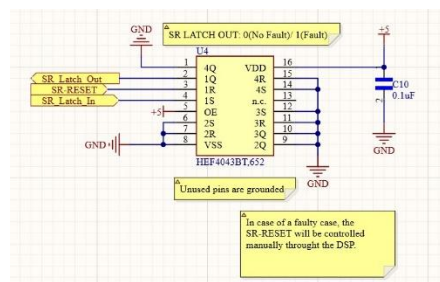 GND
SR LATCH OUT: 0(No Fault)/ 1(Fault)
+5
U4
1 4Q VDD 16
SR_Latch_Out 2 1Q 4R 15
SR-RESET 3 1R 4S 14
SR_Latch_In 4 1S n.c. 13
+5 5 OE 3S 12
6 2S 3R 11
7 2R 3Q 10
GND 8 VSS 2Q 9
HEF4043BT,652
C10
0.1uF
2
GND
GND
Unused pins are grounded
In case of a faulty case, the
SR-RESET will be controlled
manually throught the DSP.